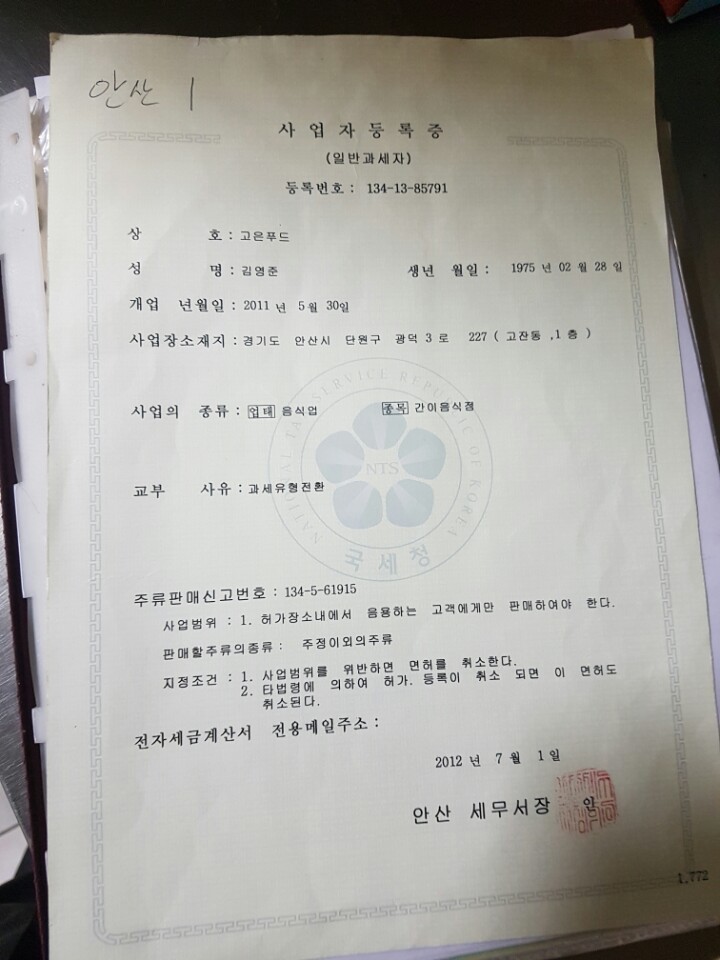 안산 1
사업자등록증
(일반과세자)
등록번호 : 134-13-85791
상 호 : 고은푸드
성 명 : 김영준 생년 월일 : 1975 년 02 월 28 일
개업 년월일 : 2011 년 5 월 30일
사업장소재지 : 경기도 안산시 단원구 광덕 3 로 227 ( 고잔동 ,1 층 )
사업의 종류 : 업태 음식업 종목 간이음식점
NATIONAL TAX SERVICE REPUBLIC OF KOREA
NTS
국세청
교부 사유 : 과세유형전환
주류판매신고번호 : 134-5-61915
사업범위 : 1. 허가장소내에서 음용하는 고객에게만 판매하여야 한다.
판매할주류의종류 : 주정이외의주류
지정조건 : 1. 사업범위를 위반하면 면허를 취소한다.
2. 타법령에 의하여 허가. 등록이 취소 되면 이 면허도
취소된다.
전자세금계산서 전용메일주소 :
2012 년 7 월 1 일
안산 세무서장 인
1,772